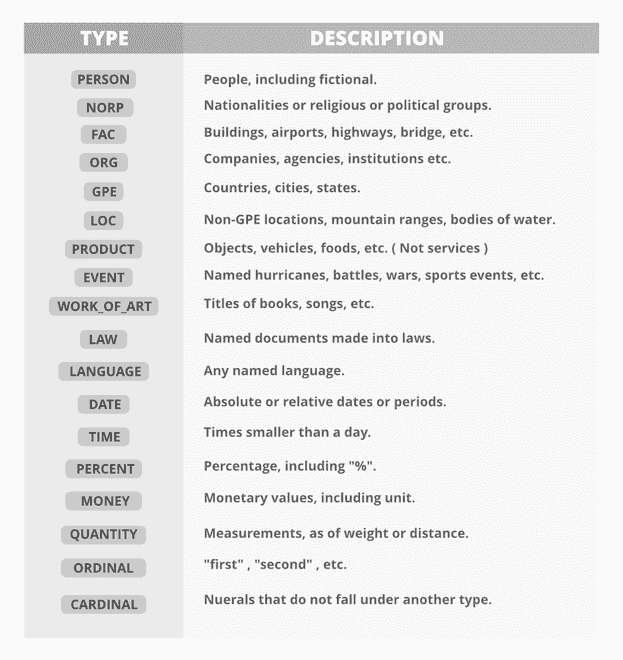 TYPE DESCRIPTION
PERSON People, including fictional.
NORP Nationalities or religious or political groups.
FAC Buildings, airports, highways, bridge, etc.
ORG Companies, agencies, institutions etc.
GPE Countries, cities, states.
LOC Non-GPE locations, mountain ranges, bodies of water.
PRODUCT Objects, vehicles, foods, etc. ( Not services )
EVENT Named hurricanes, battles, wars, sports events, etc.
WORK_OF_ART Titles of books, songs, etc.
LAW Named documents made into laws.
LANGUAGE Any named language.
DATE Absolute or relative dates or periods.
TIME Times smaller than a day.
PERCENT Percentage, including "%".
MONEY Monetary values, including unit.
QUANTITY Measurements, as of weight or distance.
ORDINAL "first" , "second" , etc.
CARDINAL Nuerals that do not fall under another type.